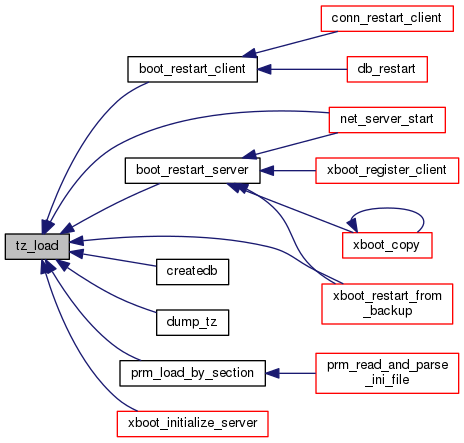 conn_restart_client
boot_restart_client
db_restart
net_server_start
boot_restart_server
xboot_register_client
tz_load
xboot_copy
createdb
xboot_restart_from
_backup
dump_tz
prm_load_by_section
prm_read_and_parse
_ini_file
xboot_initialize_server